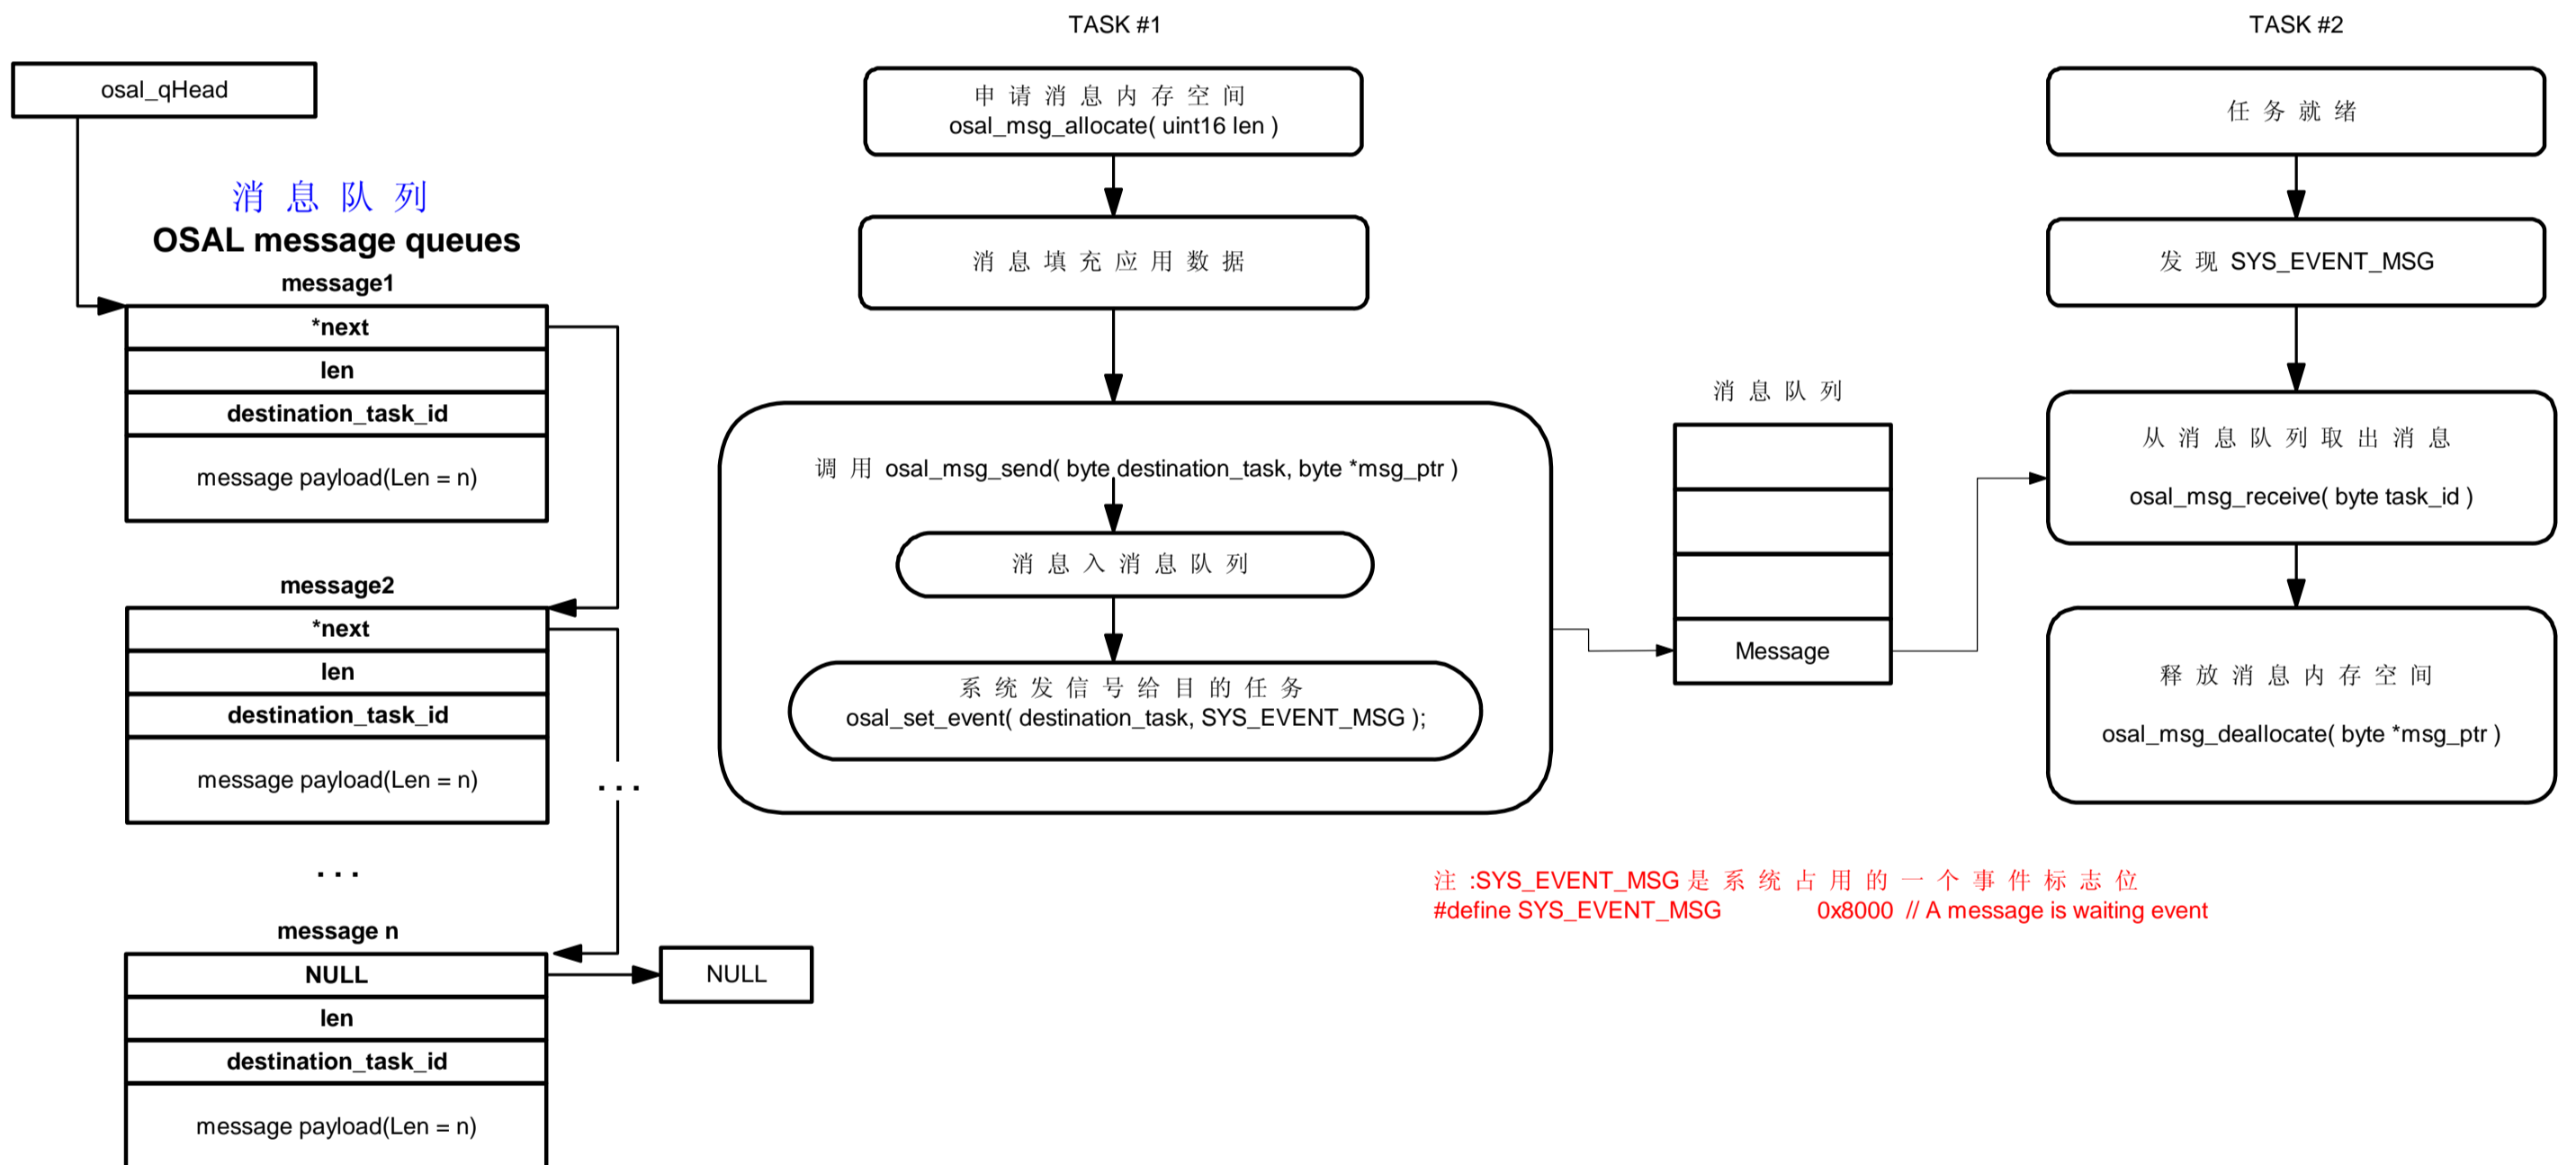 osal_qHead
消息队列
OSAL message queues
message1
*next
len
destination_task_id
message payload(Len = n)
message2
*next
len
destination_task_id
message payload(Len = n)
...
...
message n
NULL
len
destination_task_id
message payload(Len = n)
NULL
TASK #1
申请消息内存空间
osal_msg_allocate( uint16 len )
消息填充应用数据
调用 osal_msg_send( byte destination_task, byte *msg_ptr )
消息入消息队列
系统发信号给目的任务
osal_set_event( destination_task, SYS_EVENT_MSG );
消息队列
Message
TASK #2
任务就绪
发现 SYS_EVENT_MSG
从消息队列取出消息
osal_msg_receive( byte task_id )
释放消息内存空间
osal_msg_deallocate( byte *msg_ptr )
注 :SYS_EVENT_MSG 是系统占用的一个事件标志位
#define SYS_EVENT_MSG 0x8000 // A message is waiting event